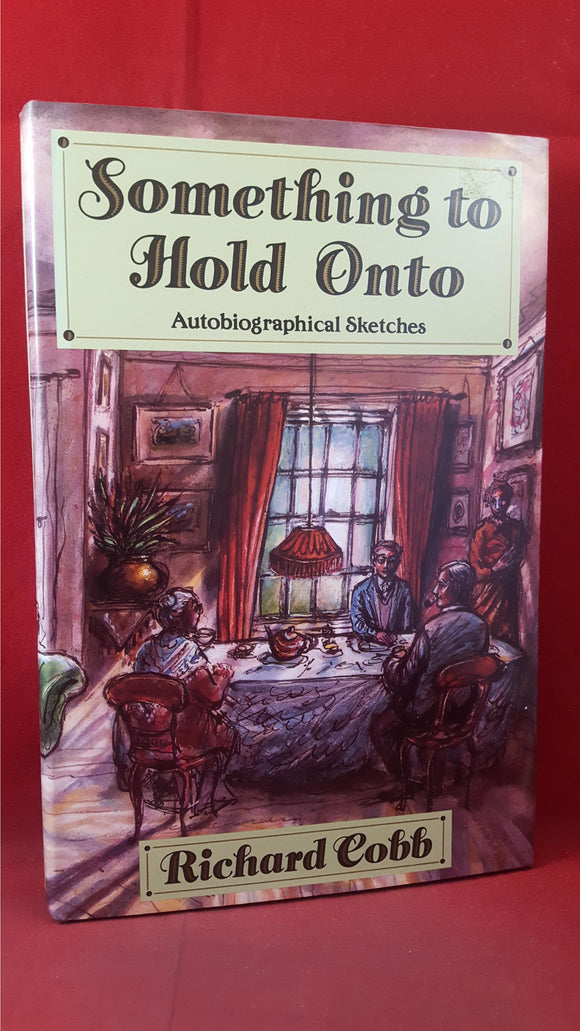 Something to
Hold Onto
Autobiographical Sketches
Richard Cobb